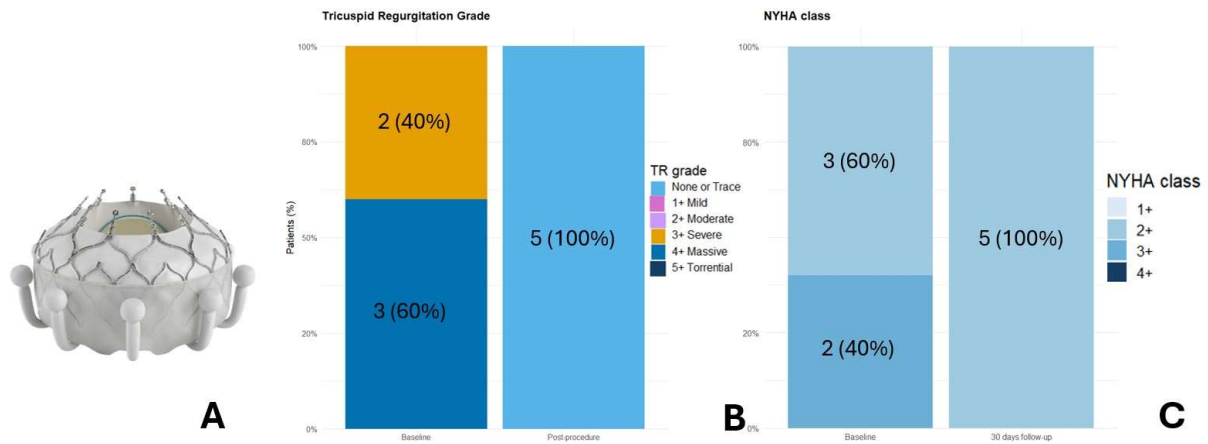 Tricuspid Regurgitation Grade
100%
80%
50%
20%
0%
Patients (%)
2 (40%)
3 (60%)
5 (100%)
Baseline
Post-procedure
TR grade
None or Trace
1+ Mild
2+ Moderate
3+ Severe
4+ Massive
5+ Torrential
A
B
NYHA class
100%
80%
50%
20%
0%
3 (60%)
2 (40%)
5 (100%)
Baseline
30 days follow-up
NYHA class
1+
2+
3+
4+
C